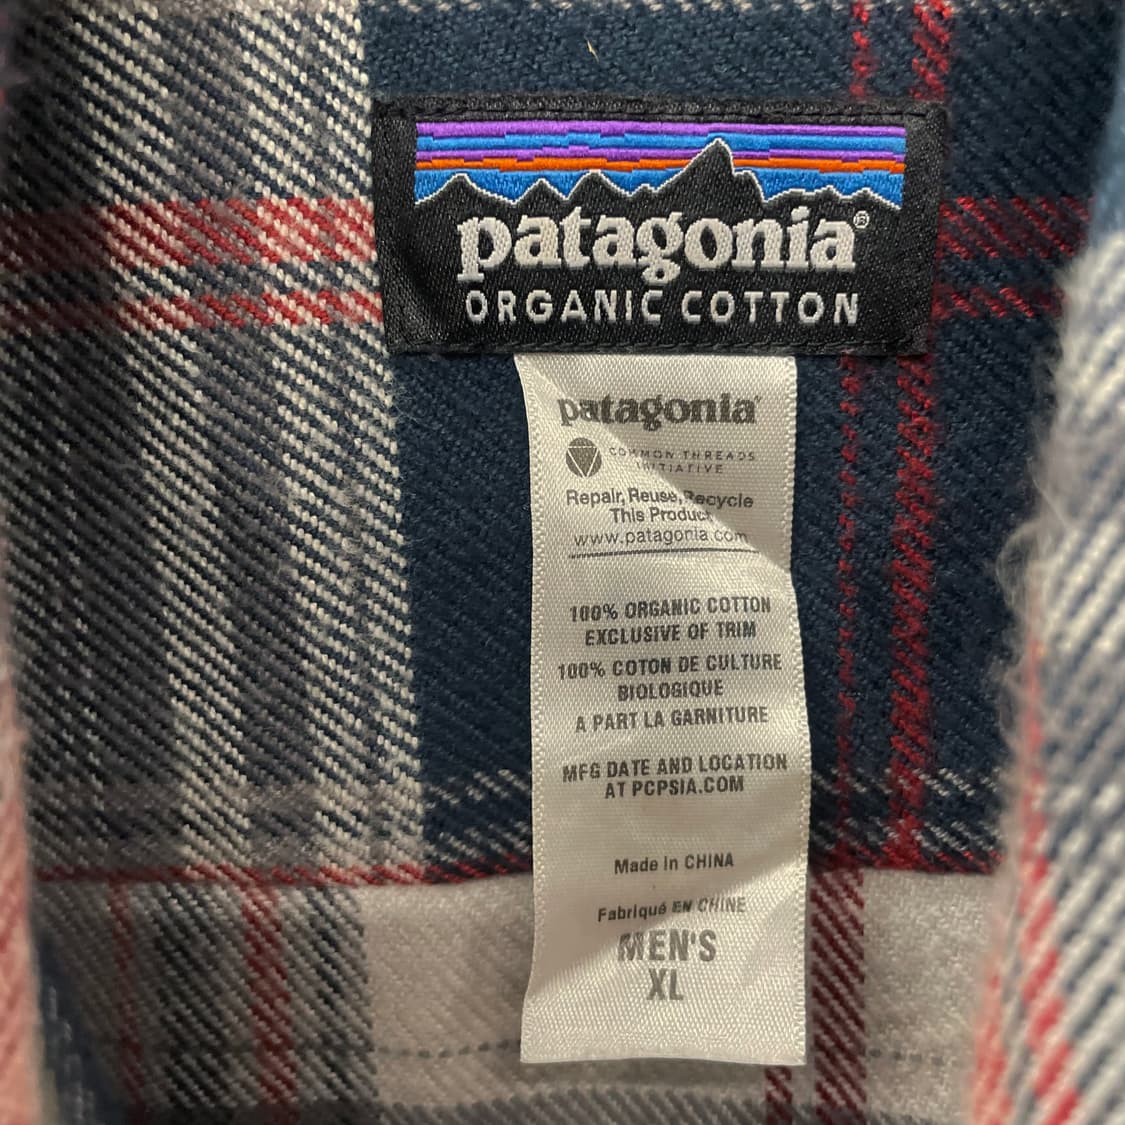 patagonia®
ORGANIC COTTON
patagonia®
COMMON THREADS
INITIATIVE
Repair, Reuse, Recycle
This Product
www.patagonia.com
100% ORGANIC COTTON
EXCLUSIVE OF TRIM
100% COTON DE CULTURE
BIOLOGIQUE
A PART LA GARNITURE
MFG DATE AND LOCATION
AT PCPSIA.COM
Made in CHINA
Fabriqué EN CHINE
MEN'S
XL